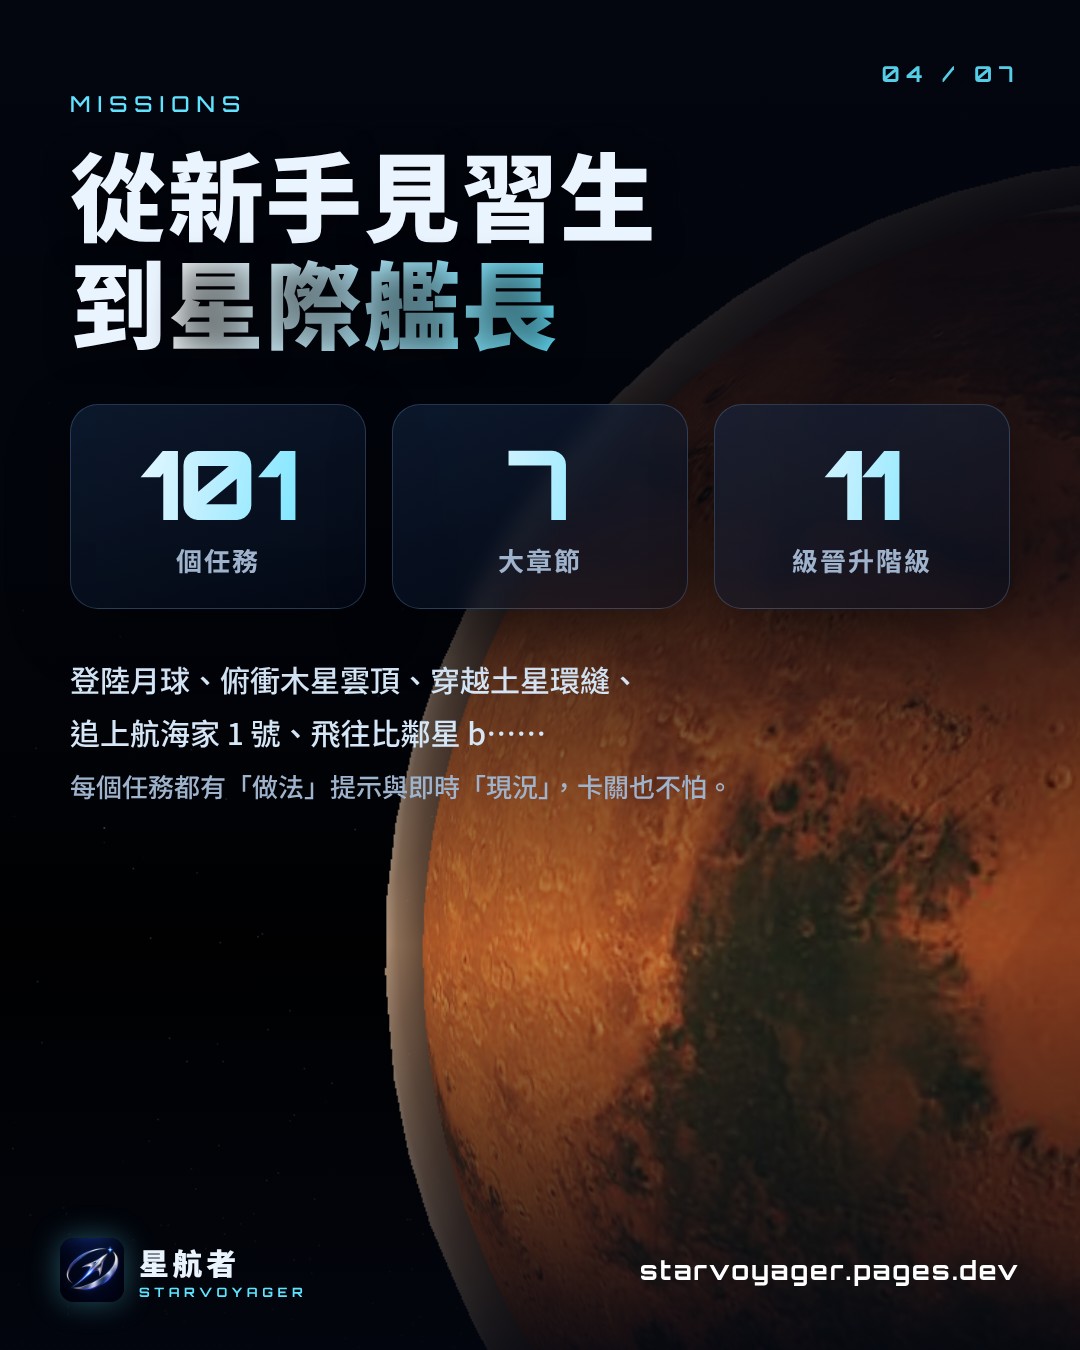 04 / 07
MISSIONS
從新手見習生
到星際艦長
101
個任務
7
大章節
11
級晉升階級
登陸月球、俯衝木星雲頂、穿越土星環縫、
追上航海家 1 號、飛往比鄰星 b……
每個任務都有「做法」提示與即時「現況」，卡關也不怕。
星航者
STARVOYAGER
starvoyager.pages.dev